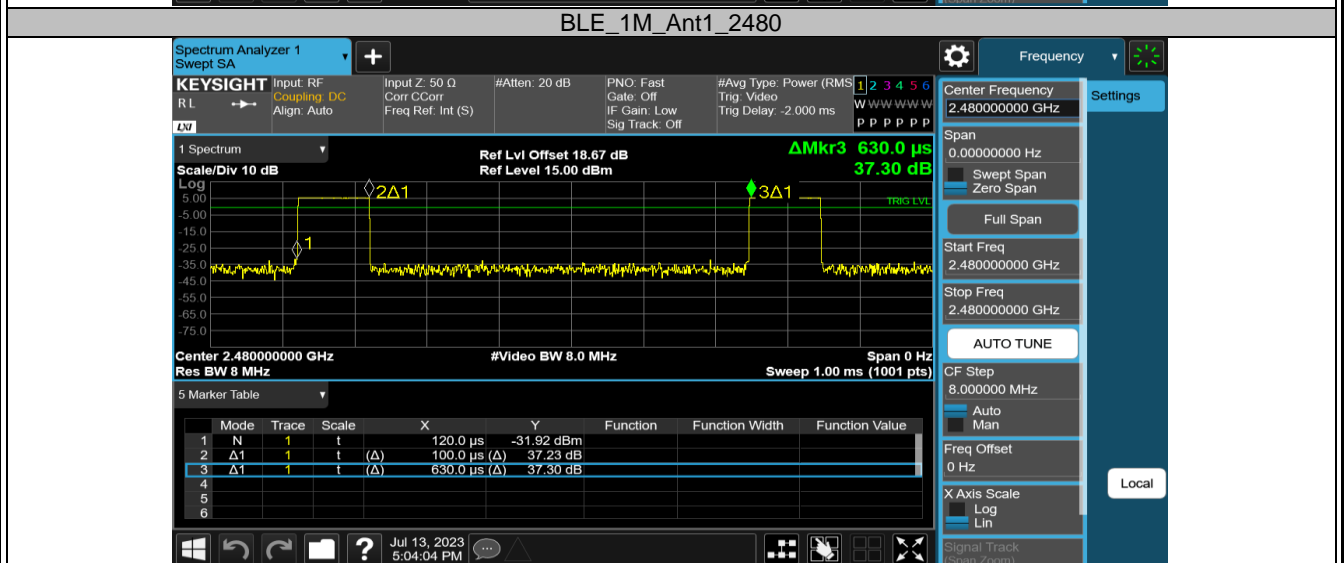 BLE_1M_Ant1_2480
Spectrum Analyzer 1
Swept SA
+
Frequency
KEYSIGHT
R L
LXI
Input: RF
Coupling: DC
Align: Auto
Input Z: 50 Ω
Corr CCorr
Freq Ref: Int (S)
#Atten: 20 dB
PNO: Fast
Gate: Off
IF Gain: Low
Sig Track: Off
#Avg Type: Power (RMS
Trig: Video
Trig Delay: -2.000 ms
1 2 3 4 5 6
W W W W W W
P P P P P P
1 Spectrum
Scale/Div 10 dB
Log
Ref Lvl Offset 18.67 dB
Ref Level 15.00 dBm
ΔMkr3 630.0 µs
37.30 dB
5.00
-5.00
-15.0
-25.0
-35.0
-45.0
-55.0
-65.0
-75.0
1
2Δ1
3Δ1
TRIG LVL
Center 2.480000000 GHz
#Video BW 8.0 MHz
Span 0 Hz
Res BW 8 MHz
Sweep 1.00 ms (1001 pts)
5 Marker Table
Mode Trace Scale X Y Function Function Width Function Value
1 N 1 t 120.0 µs -31.92 dBm
2 Δ1 1 t (Δ) 100.0 µs (Δ) 37.23 dB
3 Δ1 1 t (Δ) 630.0 µs (Δ) 37.30 dB
4
5
6
?
Jul 13, 2023
5:04:04 PM
Center Frequency
2.480000000 GHz
Settings
Span
0.00000000 Hz
Swept Span
Zero Span
Full Span
Start Freq
2.480000000 GHz
Stop Freq
2.480000000 GHz
AUTO TUNE
CF Step
8.000000 MHz
Auto
Man
Freq Offset
0 Hz
Local
X Axis Scale
Log
Lin
Signal Track
(Span Zoom)